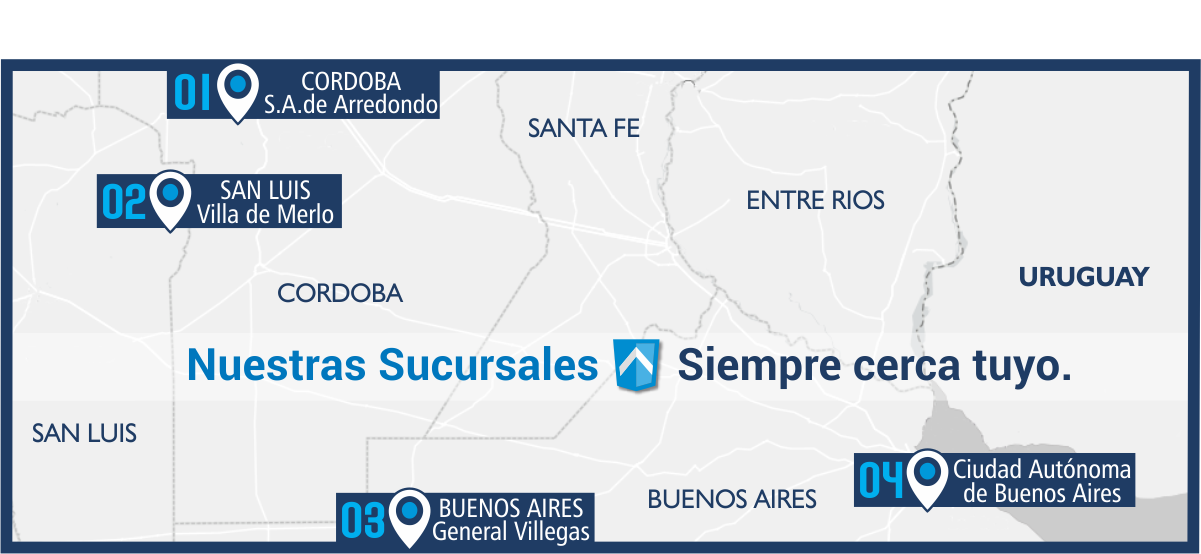 01 CORDOBA
S.A.de Arredondo
SANTA FE
02 SAN LUIS
Villa de Merlo
ENTRE RIOS
URUGUAY
CORDOBA
Nuestras Sucursales Siempre cerca tuyo.
SAN LUIS
04 Ciudad Autónoma
de Buenos Aires
BUENOS AIRES
03 BUENOS AIRES
General Villegas